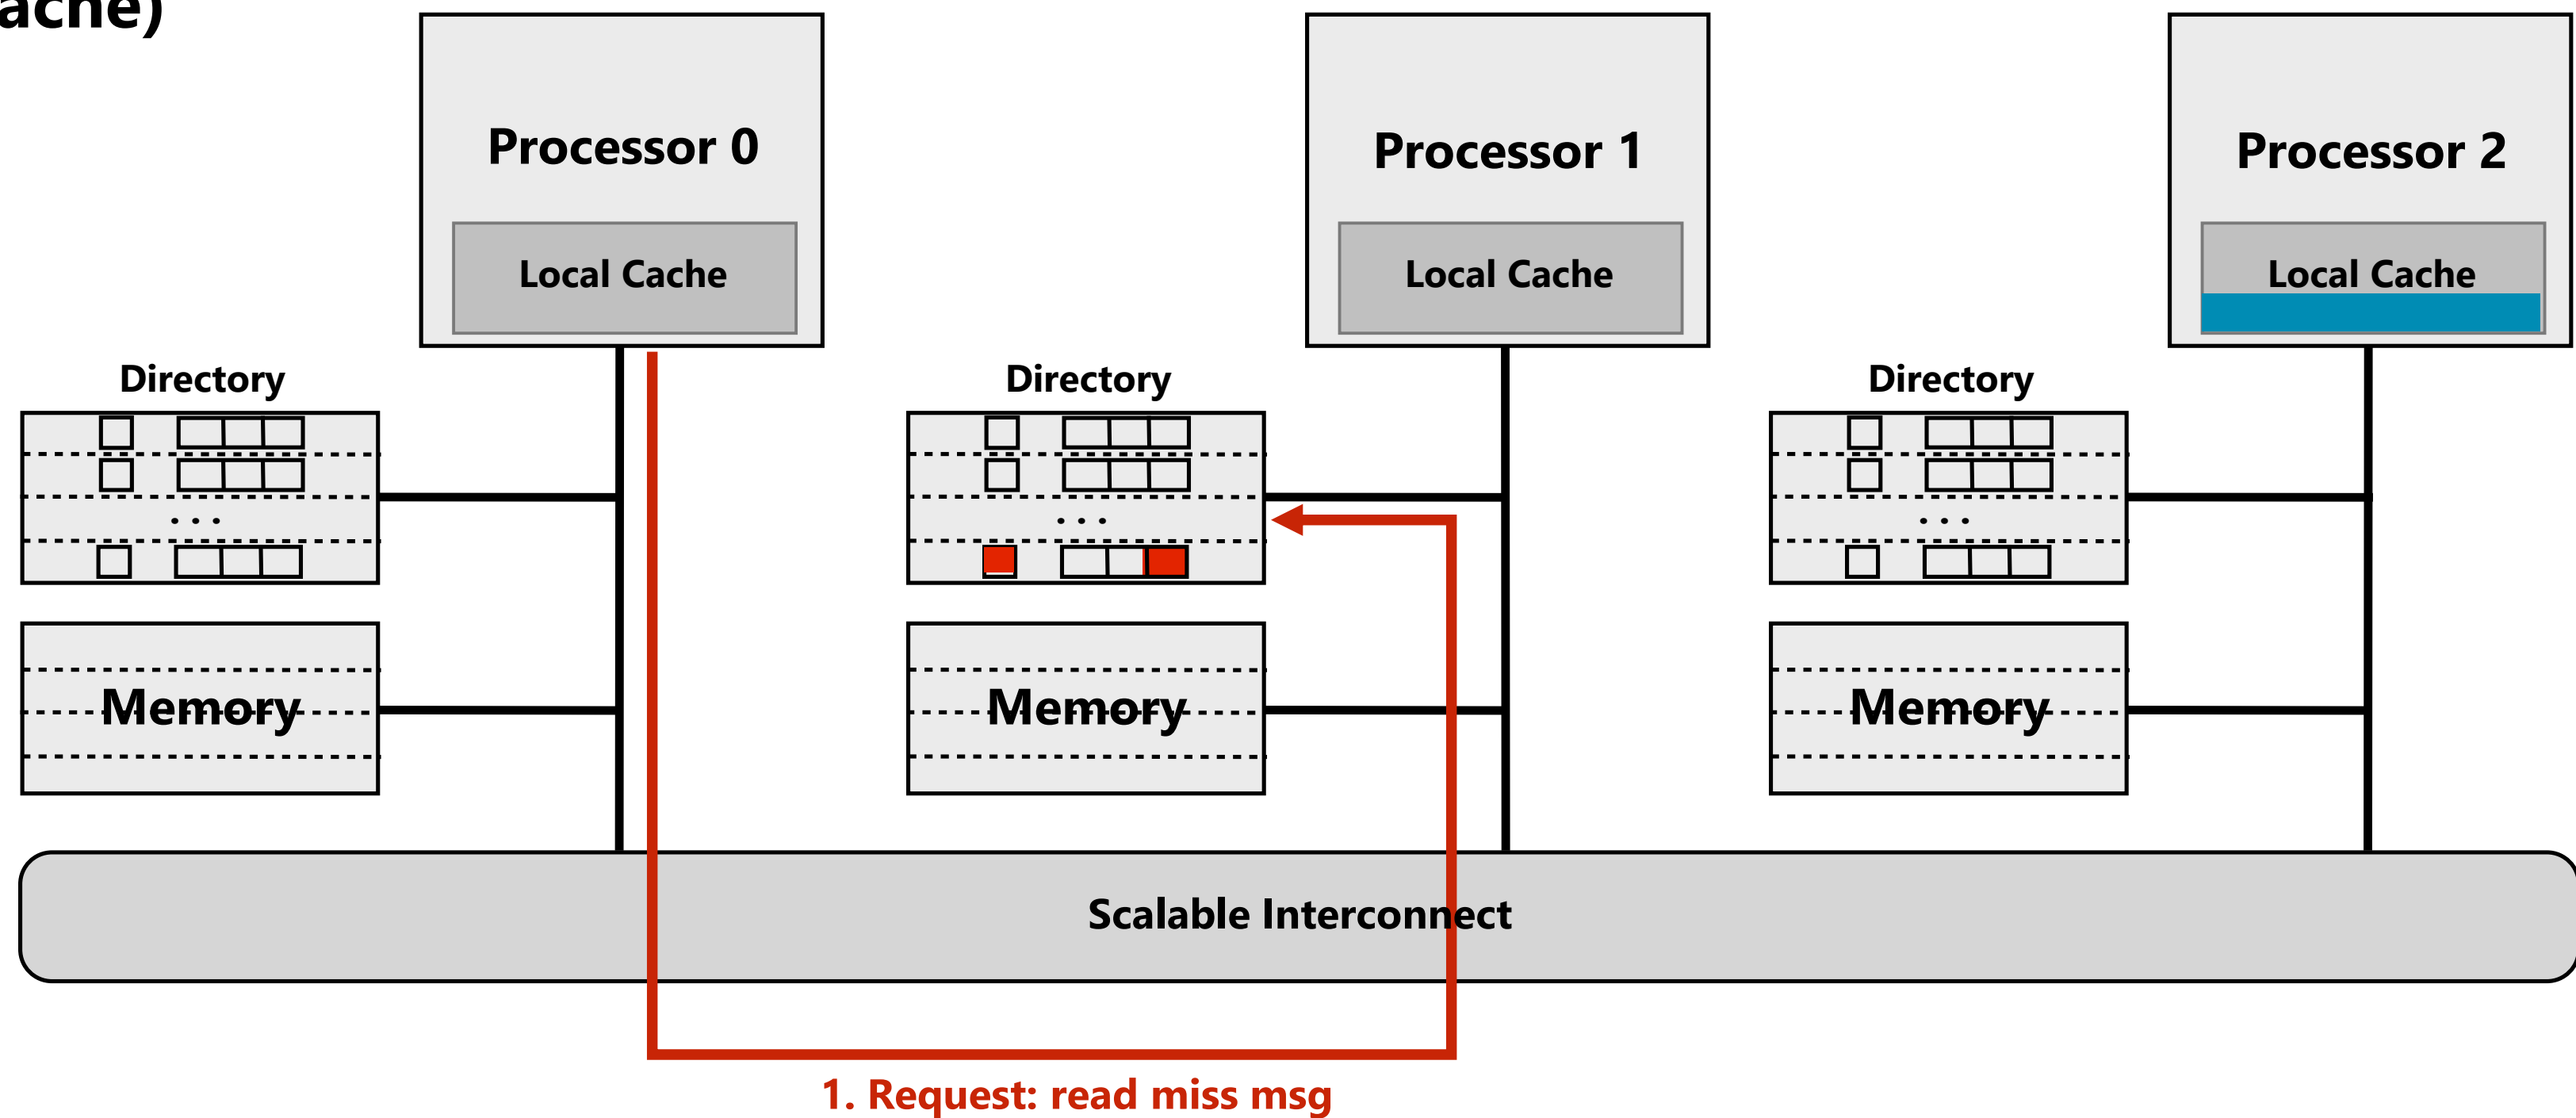 ache)
Processor 0
Processor 1
Processor 2
Local Cache
Local Cache
Local Cache
Directory
Directory
Directory
. . .
. . .
. . .
Memory
Memory
Memory
Scalable Interconnect
1. Request: read miss msg